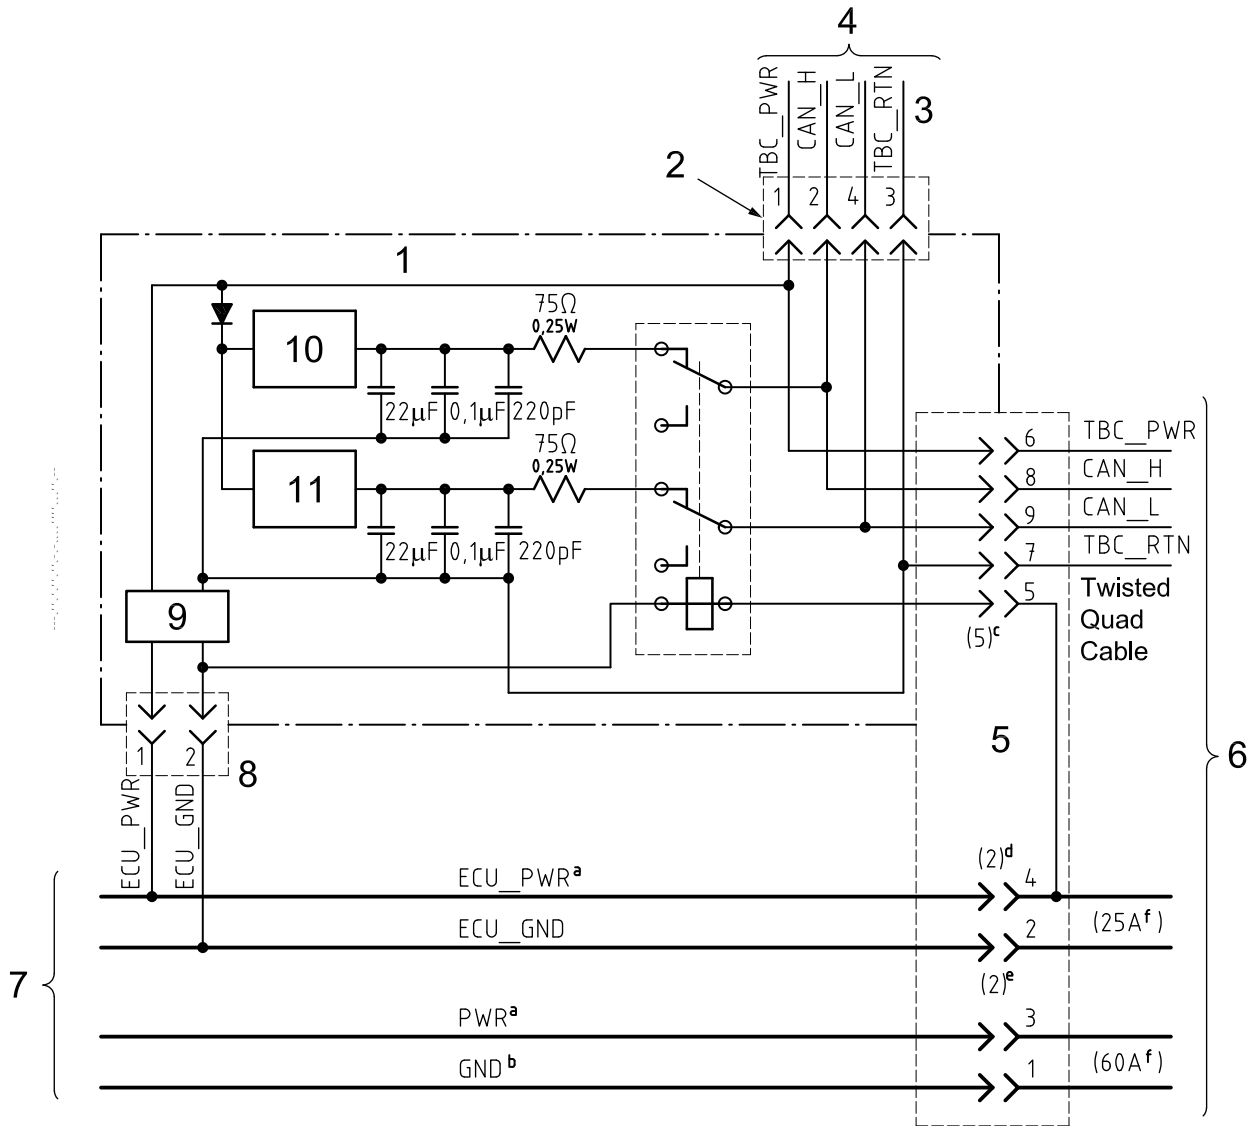 4
TBC_PWR
CAN_H
CAN_L
TBC_RTN
3
2
1 2 4 3
1
75Ω
0,25W
10
22µF 0,1µF 220pF
75Ω
0,25W
11
22µF 0,1µF 220pF
6 TBC_PWR
8 CAN_H
9 CAN_L
7 TBC_RTN
5
(5)ᶜ
Twisted
Quad
Cable
9
5
6
1 2
8
ECU_PWR
ECU_GND
7
ECU_PWRᵃ
(2)ᵈ
4
(25Aᶠ)
ECU_GND
2
(2)ᵉ
PWRᵃ
3
(60Aᶠ)
GNDᵇ
1